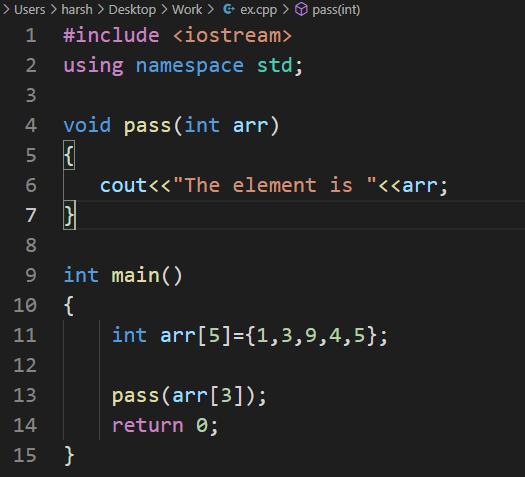 > Users > harsh > Desktop > Work > ex.cpp > pass(int)
1 #include <iostream>
2 using namespace std;
3
4 void pass(int arr)
5 {
6 cout<<"The element is "<<arr;
7 }
8
9 int main()
10 {
11 int arr[5]={1,3,9,4,5};
12
13 pass(arr[3]);
14 return 0;
15 }